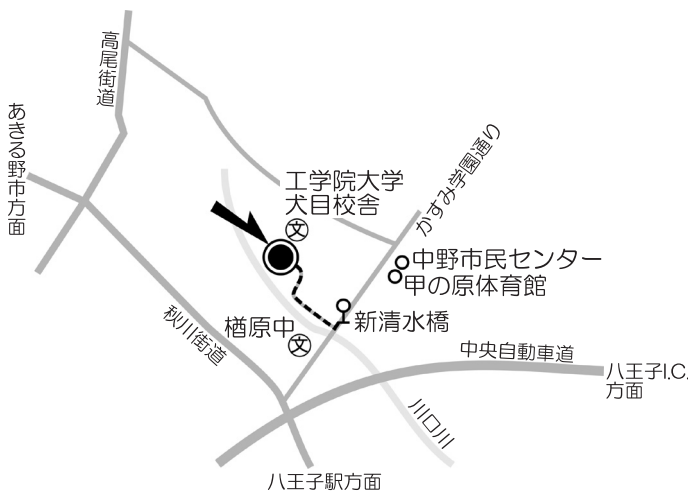 高尾街道
あきる野市方面
工学院大学
犬目校舎
文
かすみ学園通り
中野市民センター
甲の原体育館
新清水橋
楢原中
文
秋川街道
中央自動車道
八王子I.C.
方面
川口川
八王子駅方面